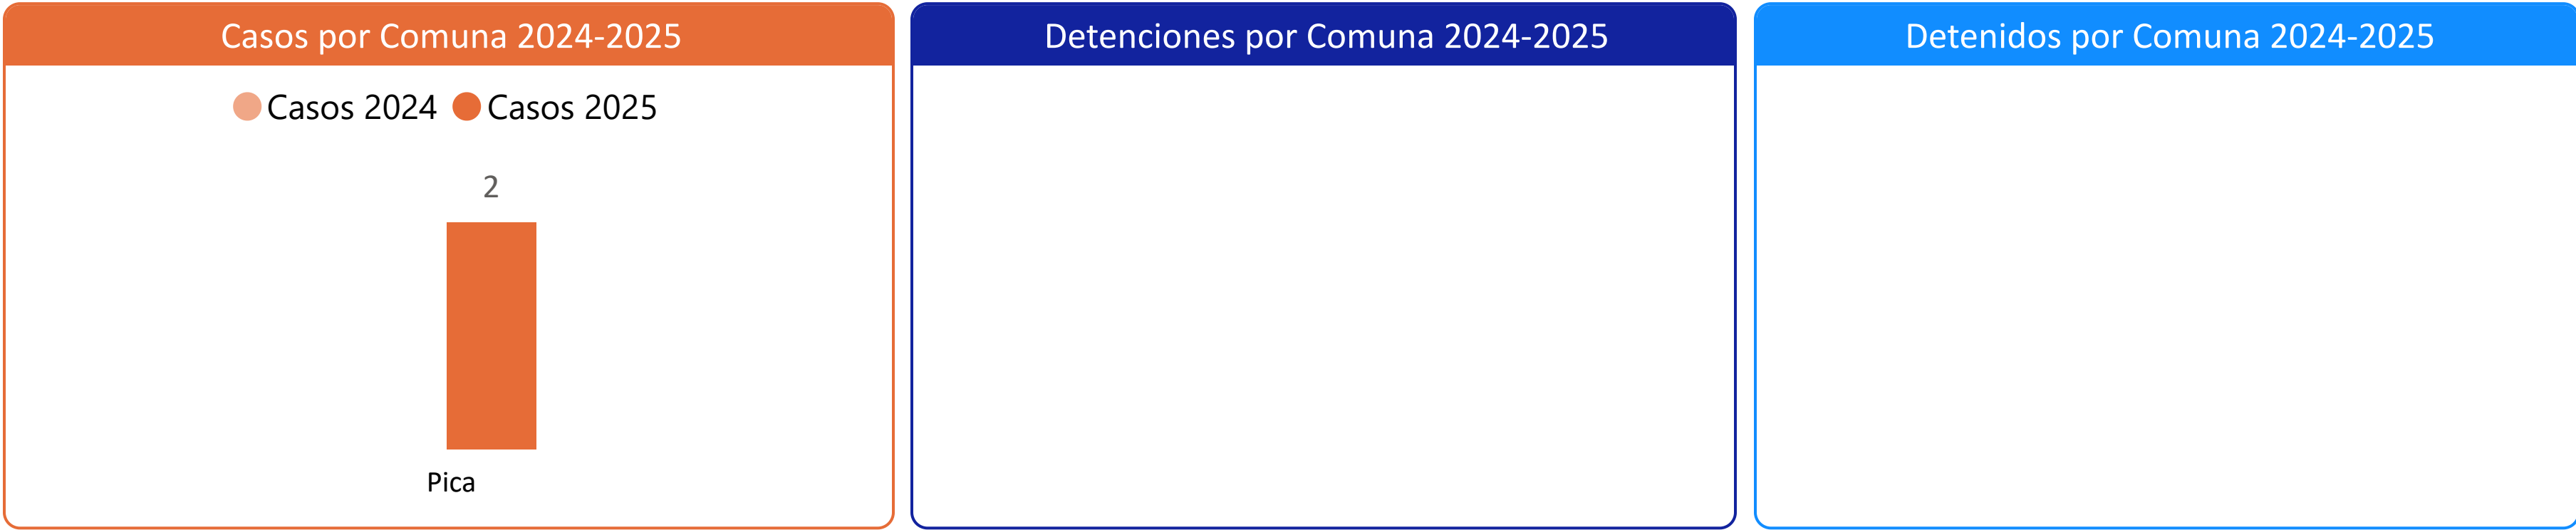 Casos por Comuna 2024-2025
Casos 2024 Casos 2025
2
Pica
Detenciones por Comuna 2024-2025
Detenidos por Comuna 2024-2025